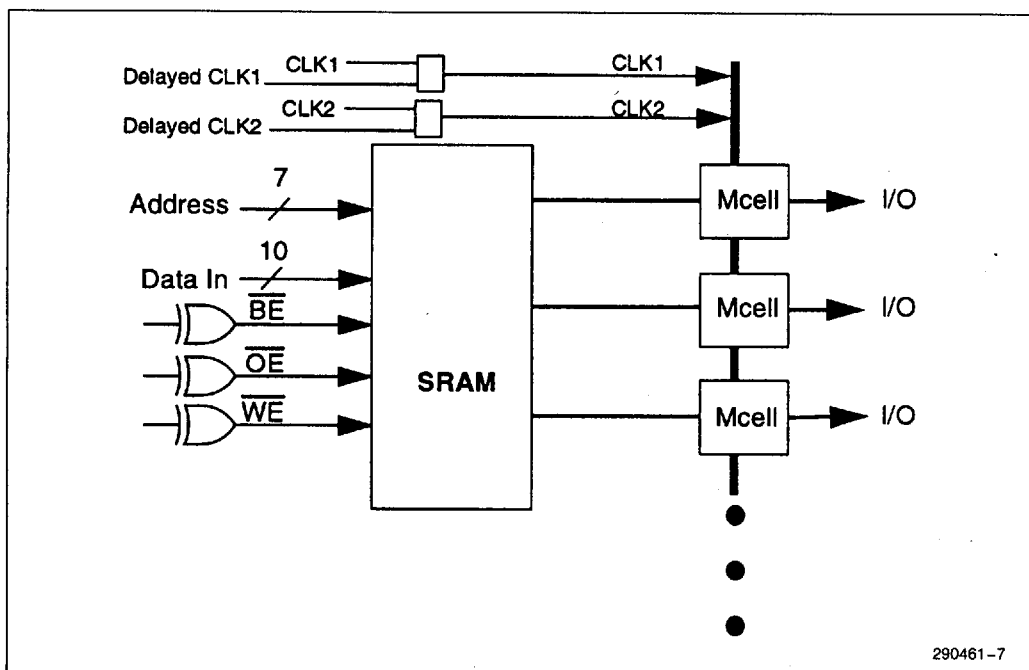 CLK1
Delayed CLK1
CLK1
CLK2
Delayed CLK2
CLK2
7
Address
10
Data In
BE
OE
WE
SRAM
Mcell
I/O
Mcell
I/O
Mcell
I/O
290461-7